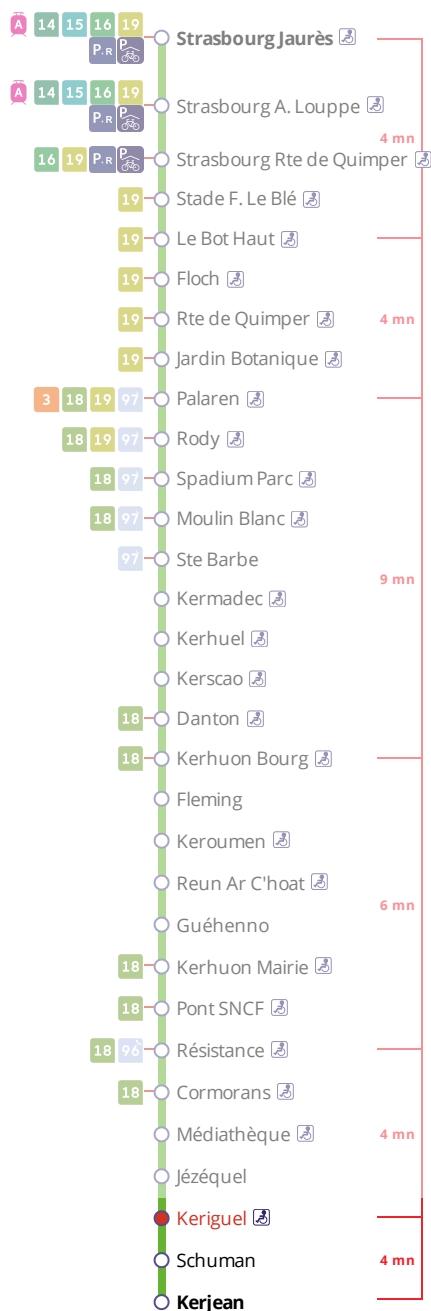 A 14 15 16 19 Strasbourg Jaurès
P+R P
A 14 15 16 19 Strasbourg A. Louppe
P+R P
4 mn
16 19 P+R P Strasbourg Rte de Quimper
19 Stade F. Le Blé
19 Le Bot Haut
19 Floch
19 Rte de Quimper 4 mn
19 Jardin Botanique
3 18 19 97 Palaren
18 19 97 Rody
18 97 Spadium Parc
18 97 Moulin Blanc
97 Ste Barbe
9 mn
Kermadec
Kerhuel
Kerscao
18 Danton
18 Kerhuon Bourg
Fleming
Keroumen
Reun Ar C'hoat
6 mn
Guéhenno
18 Kerhuon Mairie
18 Pont SNCF
18 96 Résistance
18 Cormorans
Médiathèque 4 mn
Jézéquel
Keriguel
Schuman 4 mn
Kerjean